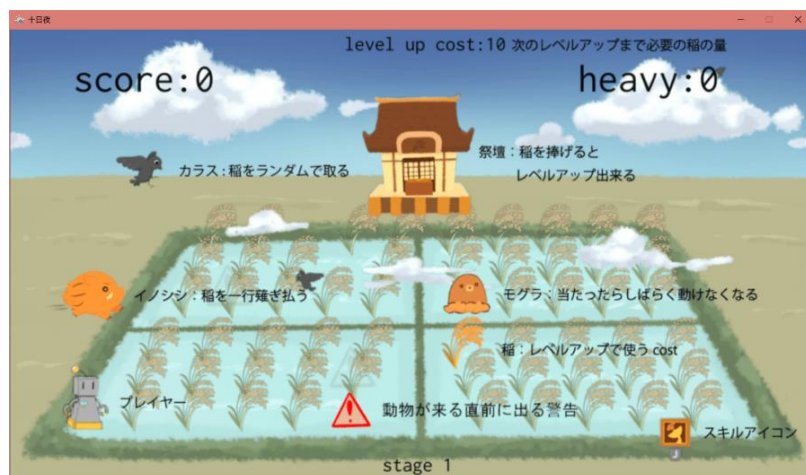 十日夜
level up cost:10 次のレベルアップまで必要の稲の量
score:0
heavy:0
祭壇：稲を捧げると
レベルアップ出来る
カラス：稲をランダムで取る
イノシシ：稲を一行薙ぎ払う
モグラ：当たったらしばらく動けなくなる
稲：レベルアップで使う cost
プレイヤー
動物が来る直前に出る警告
スキルアイコン
J
stage 1